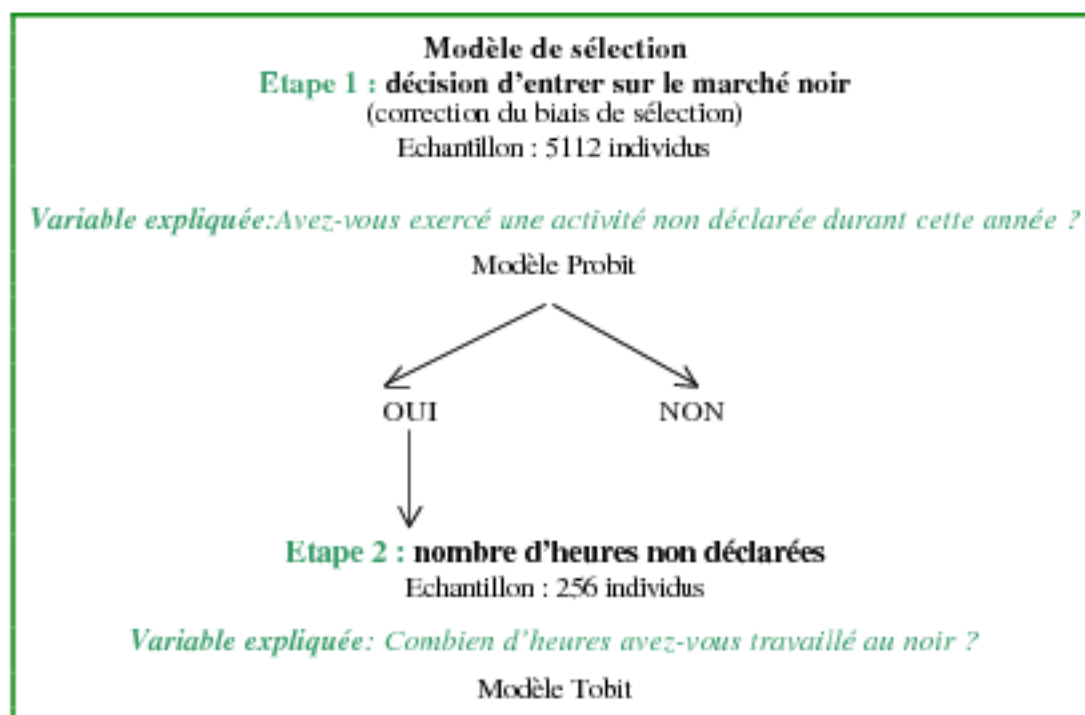 Modèle de sélection
Etape 1 : décision d'entrer sur le marché noir
(correction du biais de sélection)
Echantillon : 5112 individus
Variable expliquée:Avez-vous exercé une activité non déclarée durant cette année ?
Modèle Probit
OUI NON
Etape 2 : nombre d'heures non déclarées
Echantillon : 256 individus
Variable expliquée: Combien d'heures avez-vous travaillé au noir ?
Modèle Tobit